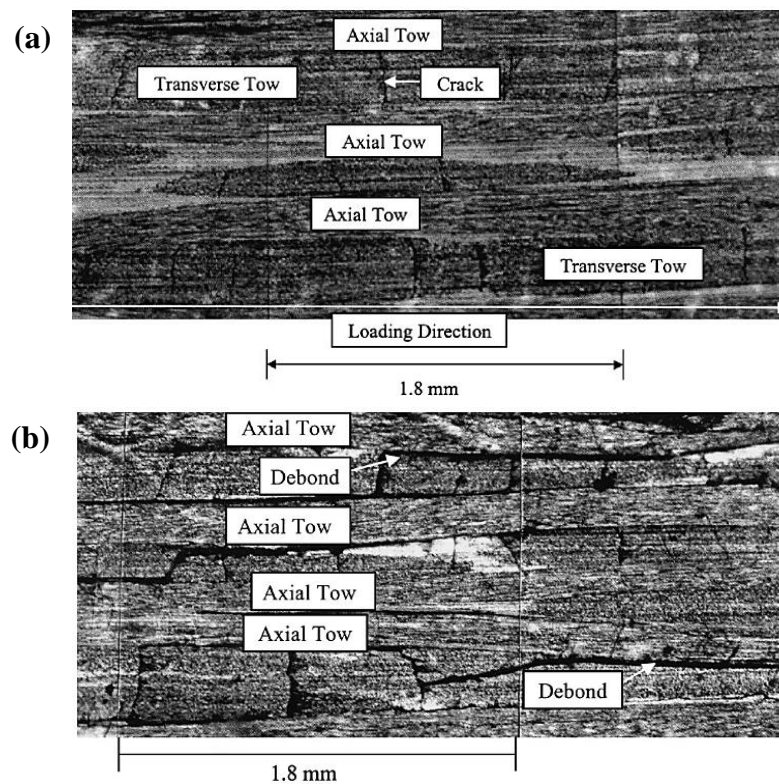 (a)
Axial Tow
Transverse Tow
Crack
Axial Tow
Axial Tow
Transverse Tow
Loading Direction
1.8 mm
(b)
Axial Tow
Debond
Axial Tow
Axial Tow
Axial Tow
Debond
1.8 mm